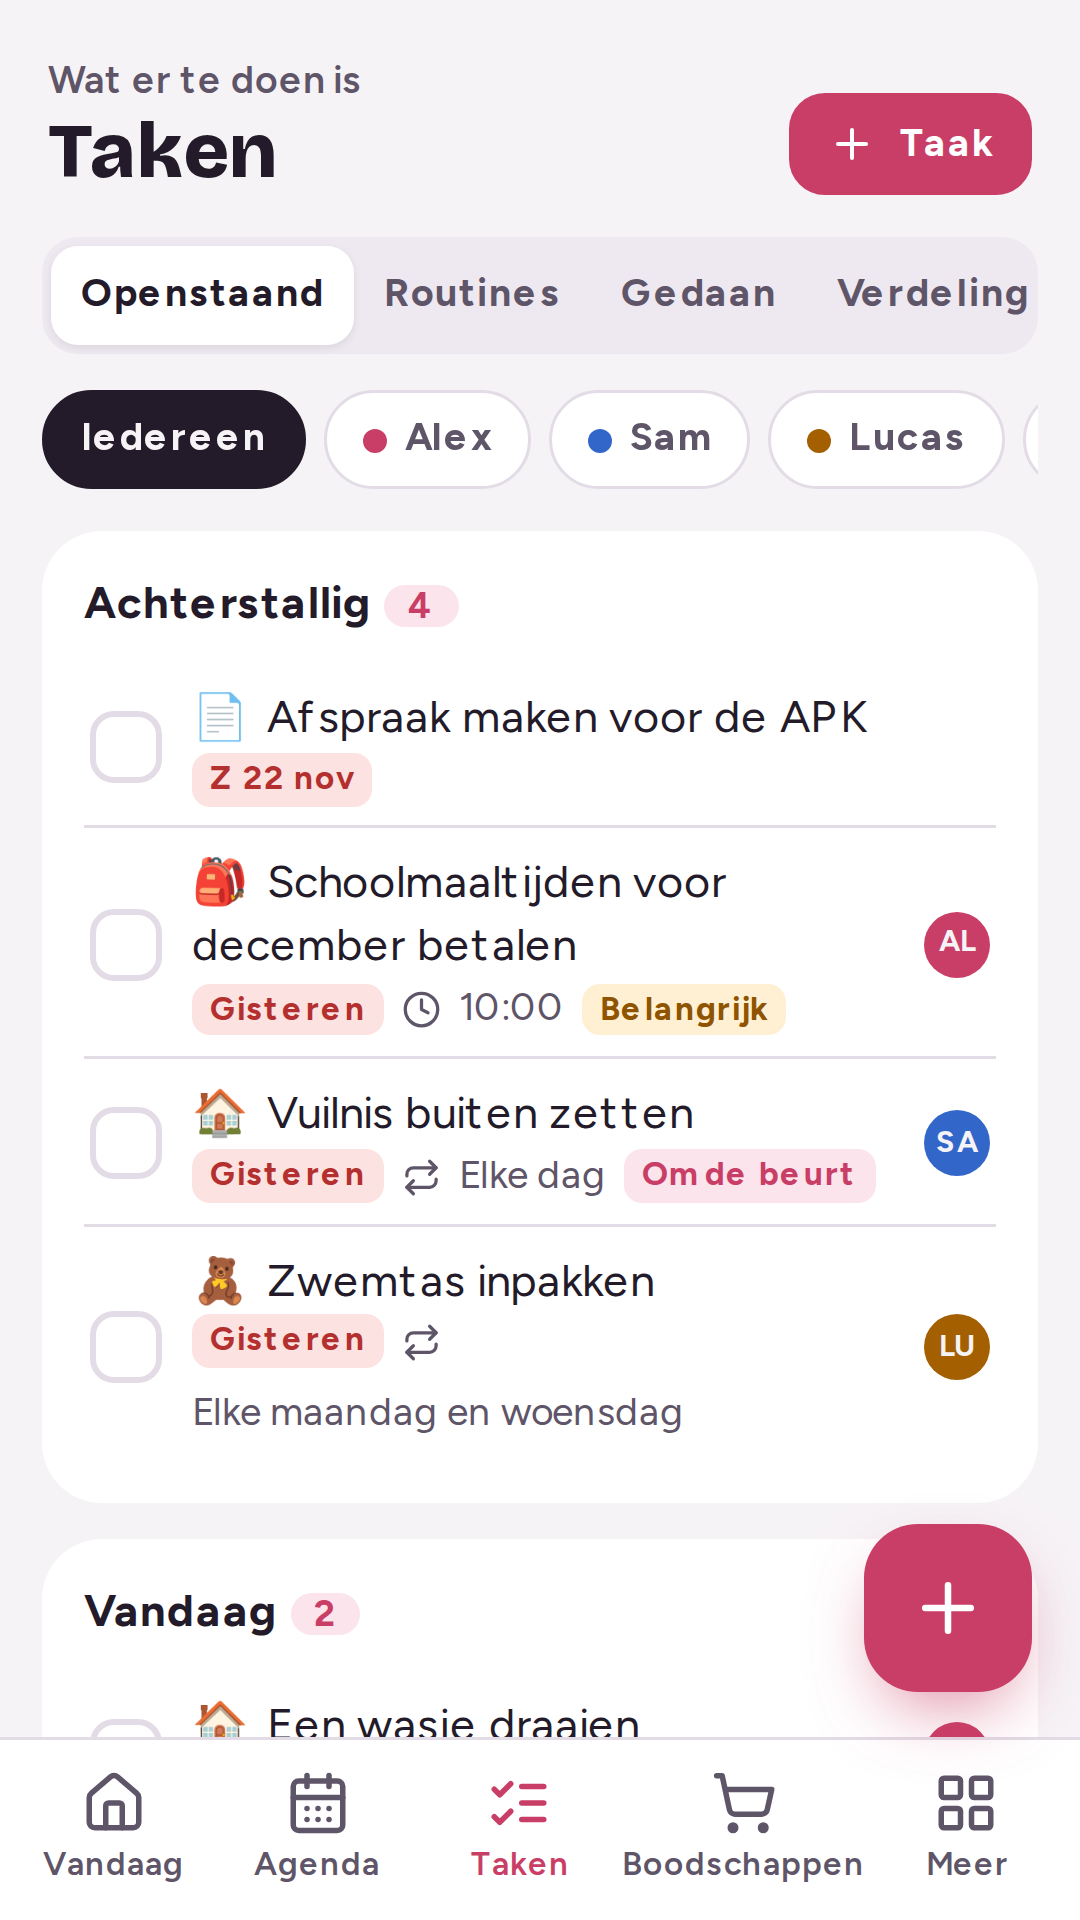 Wat er te doen is
Taken
Taak
Openstaand Routines Gedaan Verdeling
Iedereen Alex Sam Lucas
Achterstallig 4
Afspraak maken voor de APK
Z 22 nov
Schoolmaaltijden voor
december betalen
AL
Gisteren 10:00 Belangrijk
Vuilnis buiten zetten
SA
Gisteren Elke dag Om de beurt
Zwemtas inpakken
Gisteren
LU
Elke maandag en woensdag
Vandaag 2
Een wasje draaien
Vandaag Agenda Taken Boodschappen Meer